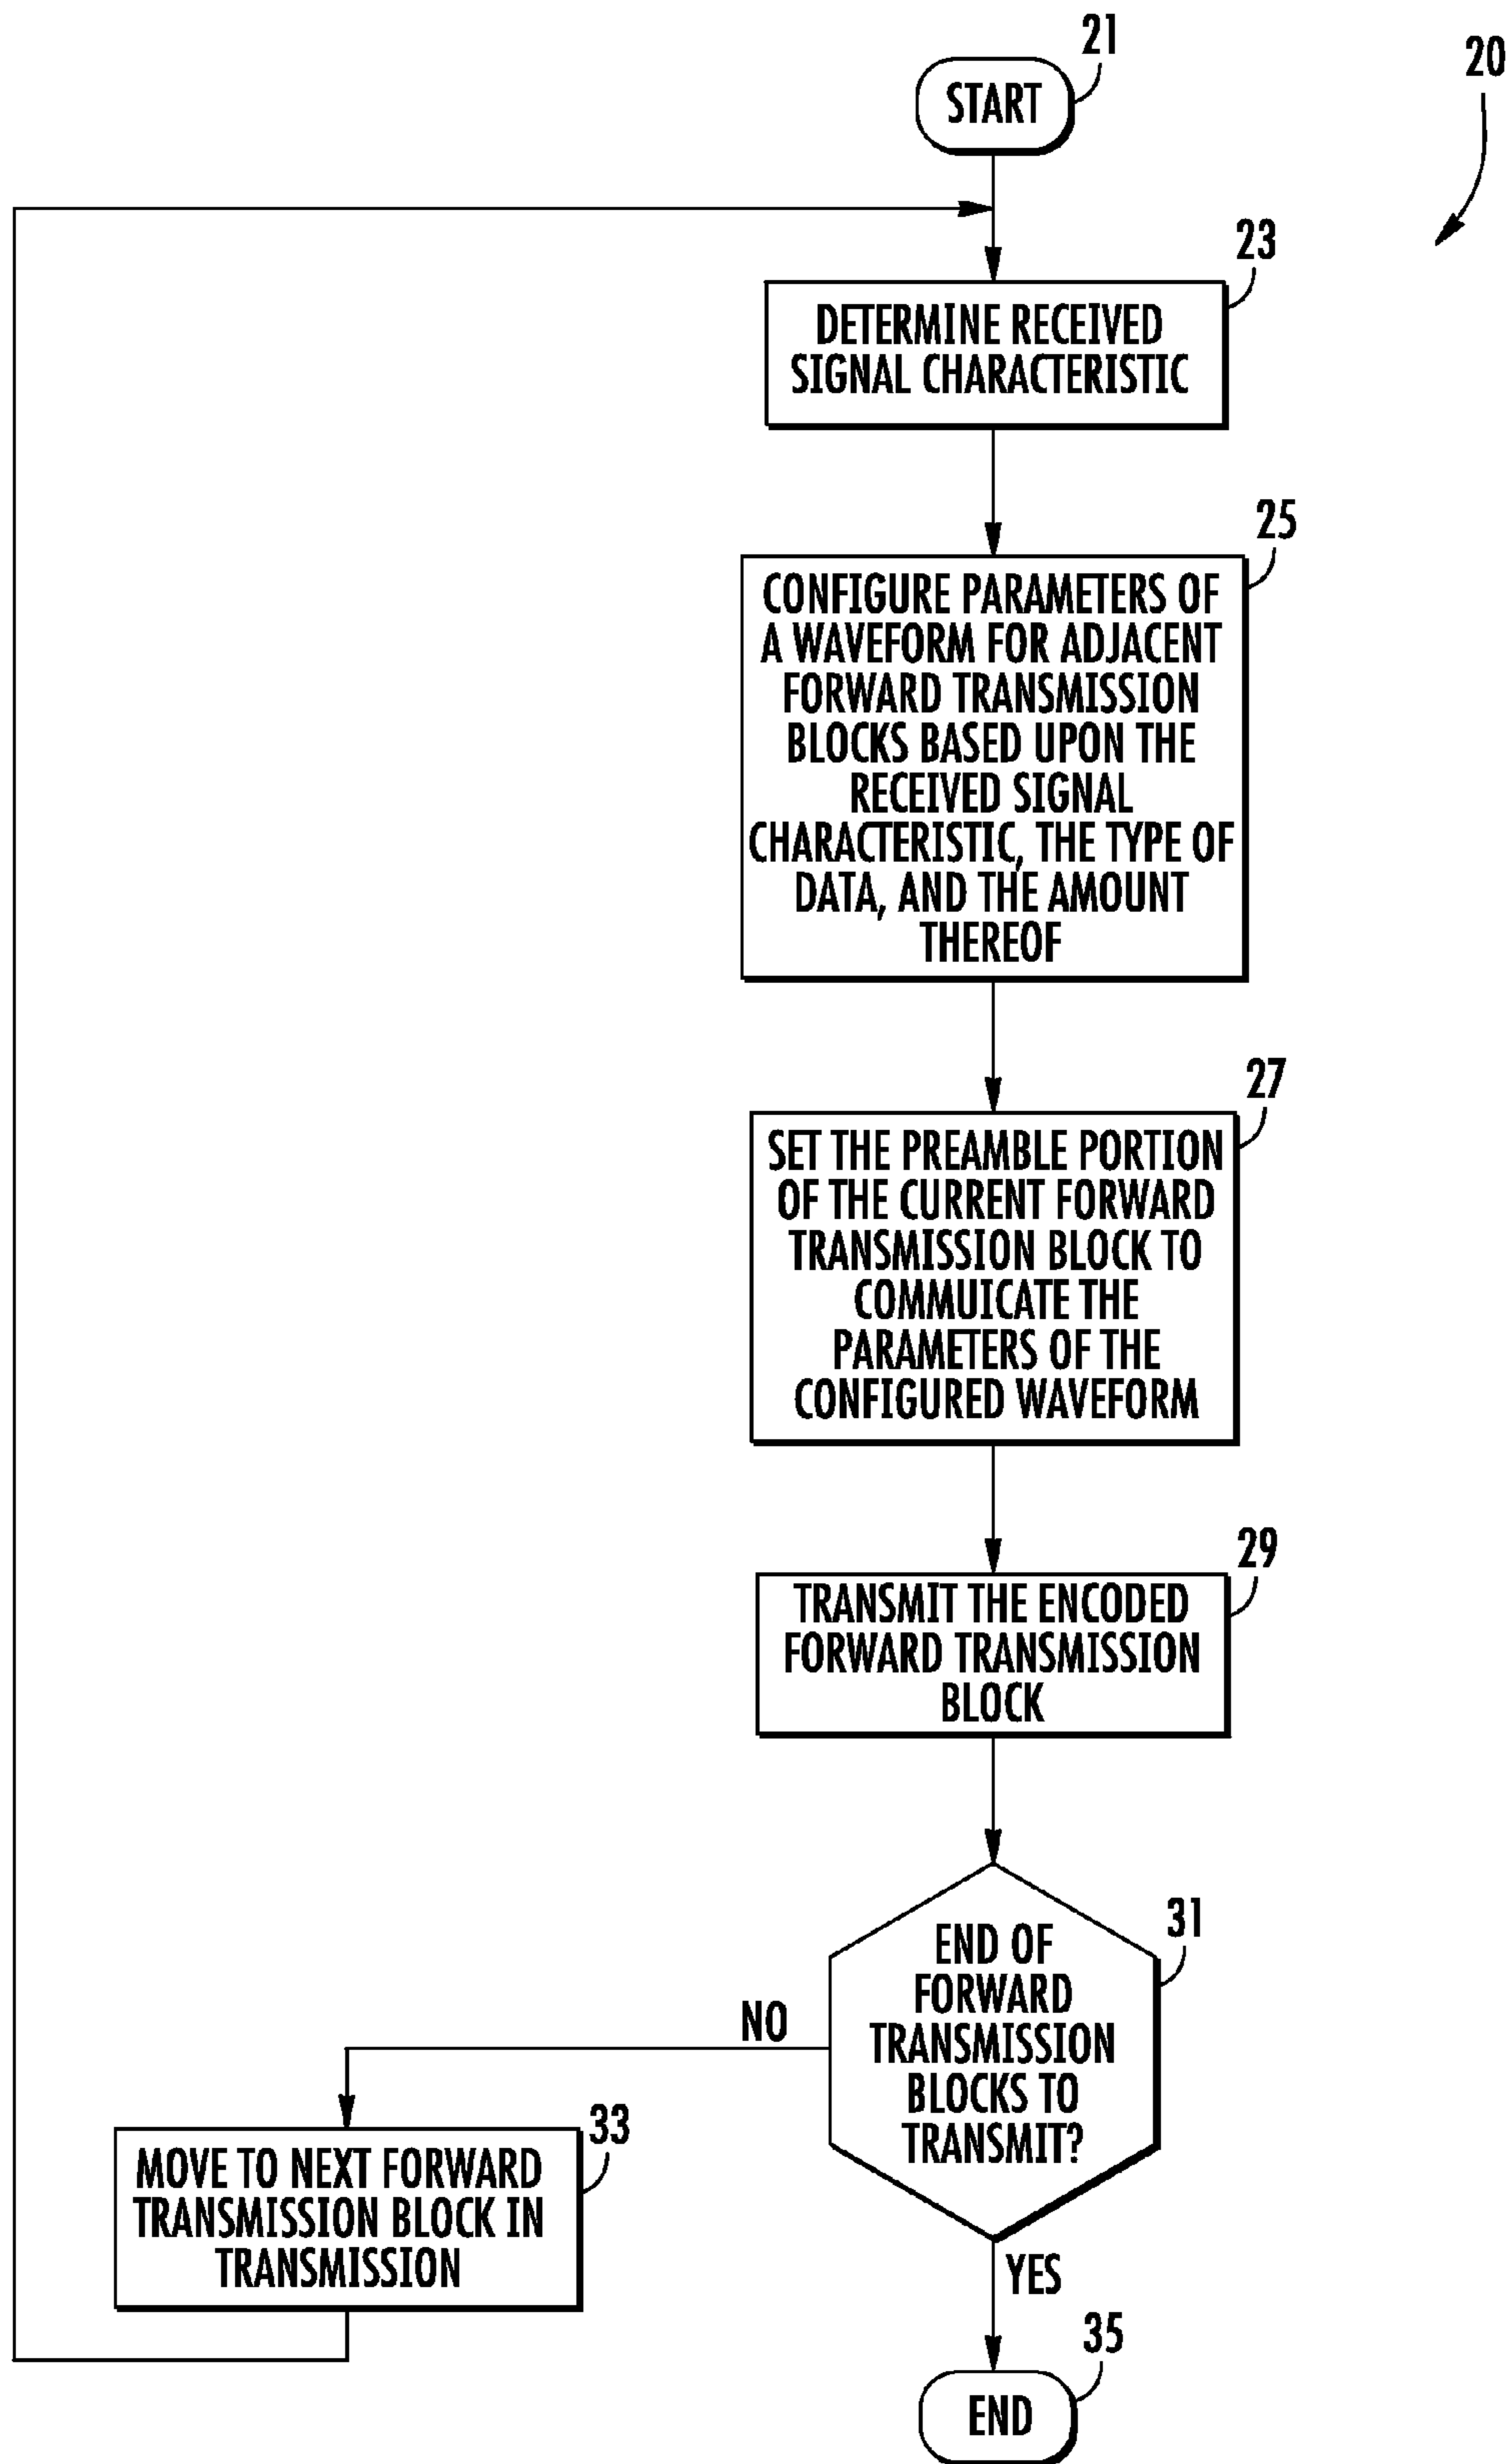 21
START
20
23
DETERMINE RECEIVED
SIGNAL CHARACTERISTIC
25
CONFIGURE PARAMETERS OF
A WAVEFORM FOR ADJACENT
FORWARD TRANSMISSION
BLOCKS BASED UPON THE
RECEIVED SIGNAL
CHARACTERISTIC, THE TYPE OF
DATA, AND THE AMOUNT
THEREOF
27
SET THE PREAMBLE PORTION
OF THE CURRENT FORWARD
TRANSMISSION BLOCK TO
COMMUICATE THE
PARAMETERS OF THE
CONFIGURED WAVEFORM
29
TRANSMIT THE ENCODED
FORWARD TRANSMISSION
BLOCK
31
END OF
FORWARD
TRANSMISSION
BLOCKS TO
TRANSMIT?
NO
33
MOVE TO NEXT FORWARD
TRANSMISSION BLOCK IN
TRANSMISSION
YES
35
END